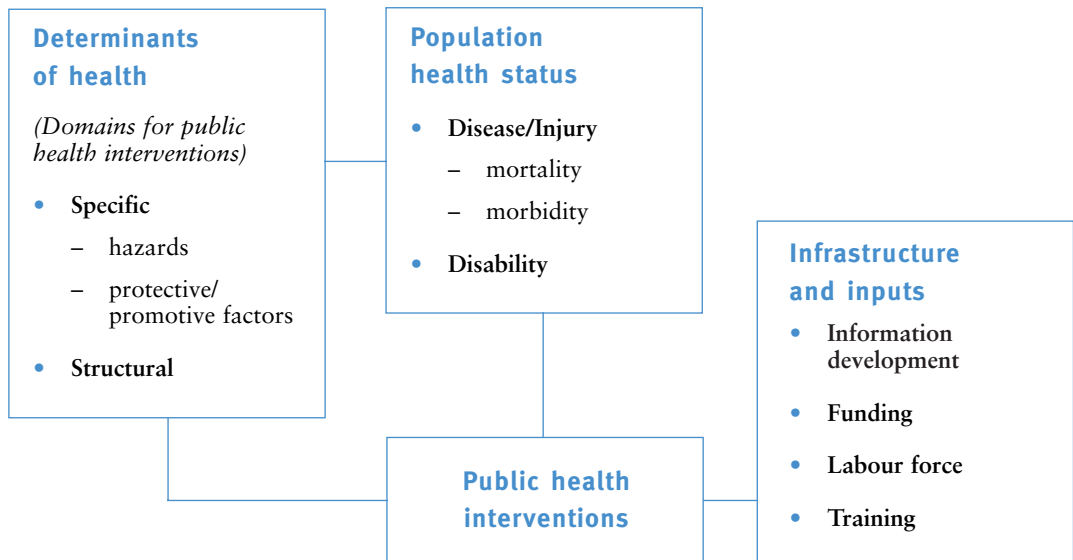 Determinants
of health
(Domains for public
health interventions)
• Specific
– hazards
– protective/
promotive factors
• Structural
Population
health status
• Disease/Injury
– mortality
– morbidity
• Disability
Infrastructure
and inputs
• Information
development
• Funding
• Labour force
• Training
Public health
interventions